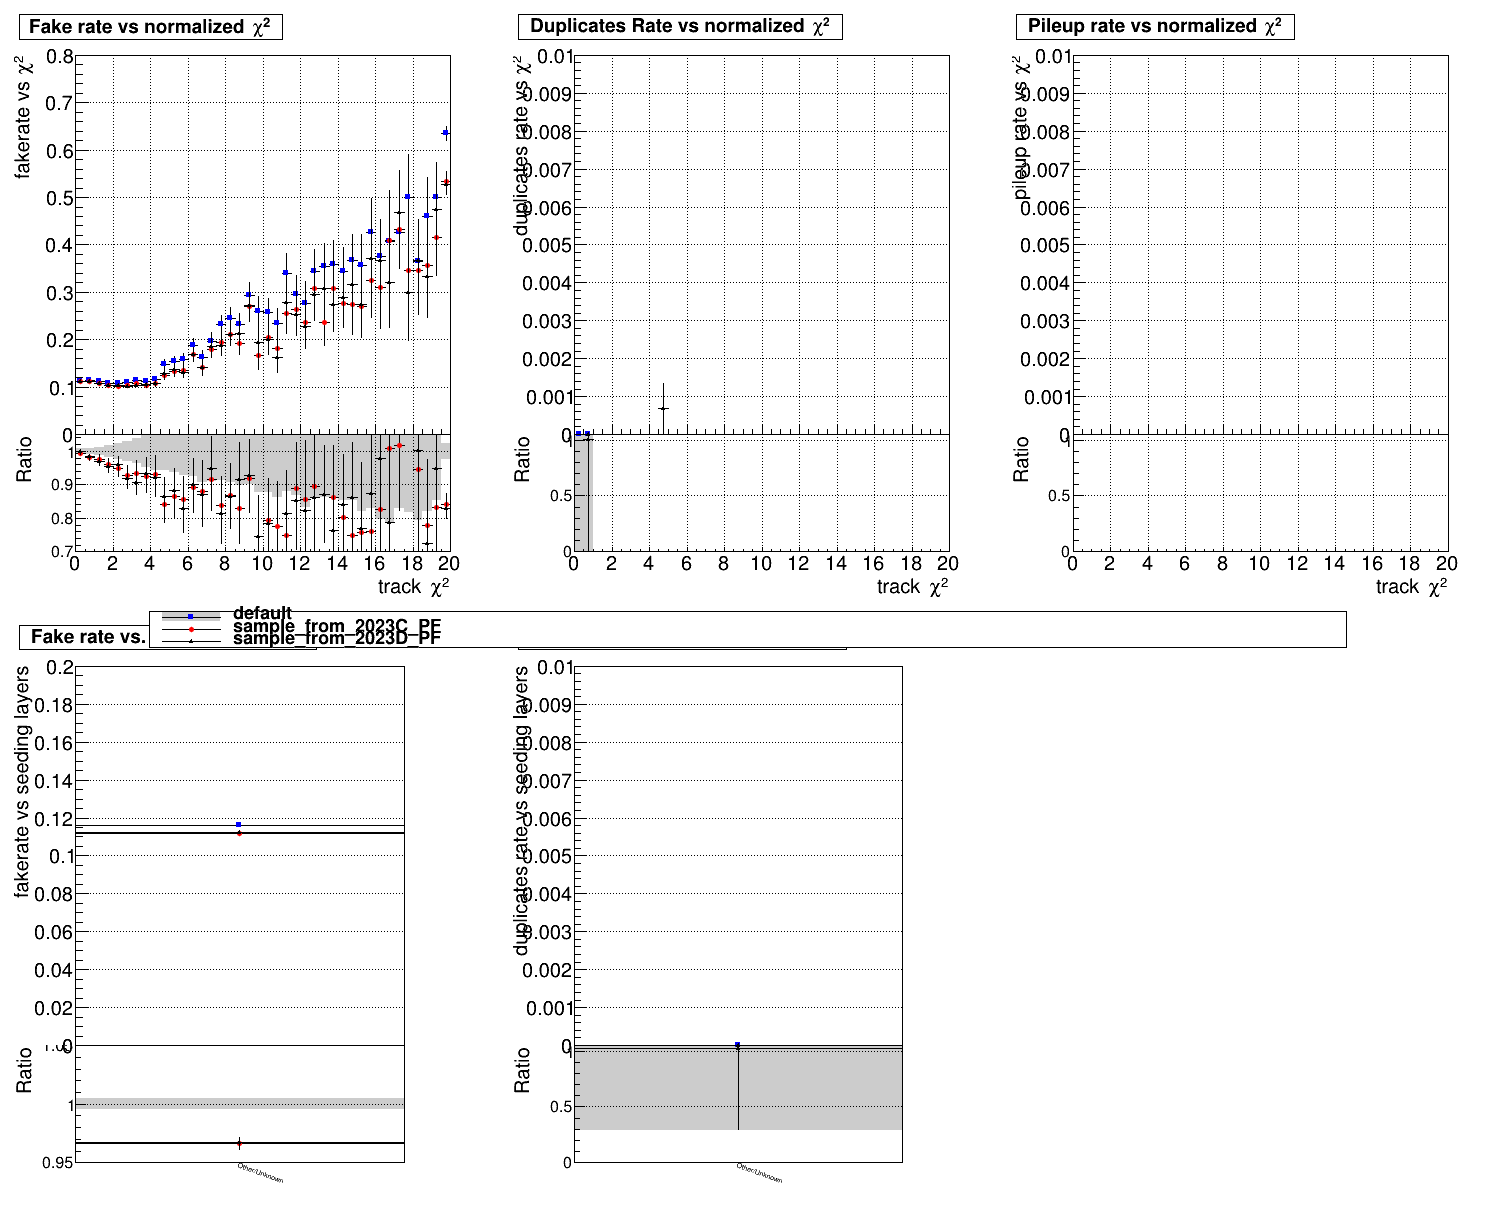 Fake rate vs normalized χ²
Duplicates Rate vs normalized χ²
Pileup rate vs normalized χ²
fakerate vs χ²
0.8
0.7
0.6
0.5
0.4
0.3
0.2
0.1
0
Ratio
1
0.9
0.8
0.7
0 2 4 6 8 10 12 14 16 18 20
track χ²
duplicates rate vs χ²
0.01
0.009
0.008
0.007
0.006
0.005
0.004
0.003
0.002
0.001
0
Ratio
1
0.5
0
0 2 4 6 8 10 12 14 16 18 20
track χ²
pileup rate vs χ²
0.01
0.009
0.008
0.007
0.006
0.005
0.004
0.003
0.002
0.001
0
Ratio
1
0.5
0
0 2 4 6 8 10 12 14 16 18 20
track χ²
default
sample_from_2023C_PF
sample_from_2023D_PF
Fake rate vs.
fakerate vs seeding layers
0.2
0.18
0.16
0.14
0.12
0.1
0.08
0.06
0.04
0.02
0
Ratio
1
0.95
Other/Unknown
duplicates rate vs seeding layers
0.01
0.009
0.008
0.007
0.006
0.005
0.004
0.003
0.002
0.001
0
Ratio
1
0.5
0
Other/Unknown